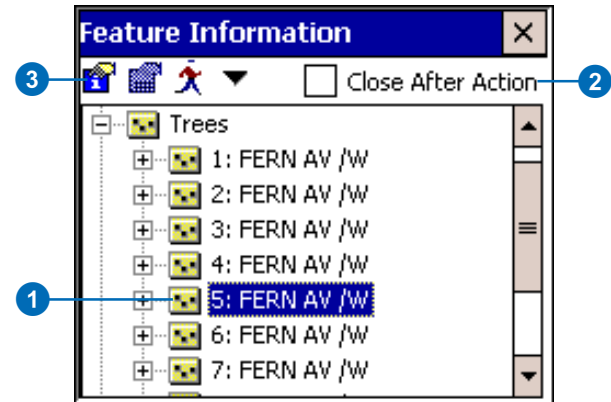 Feature Information
3
Close After Action
2
Trees
1: FERN AV /W
2: FERN AV /W
3: FERN AV /W
4: FERN AV /W
1
5: FERN AV /W
6: FERN AV /W
7: FERN AV /W